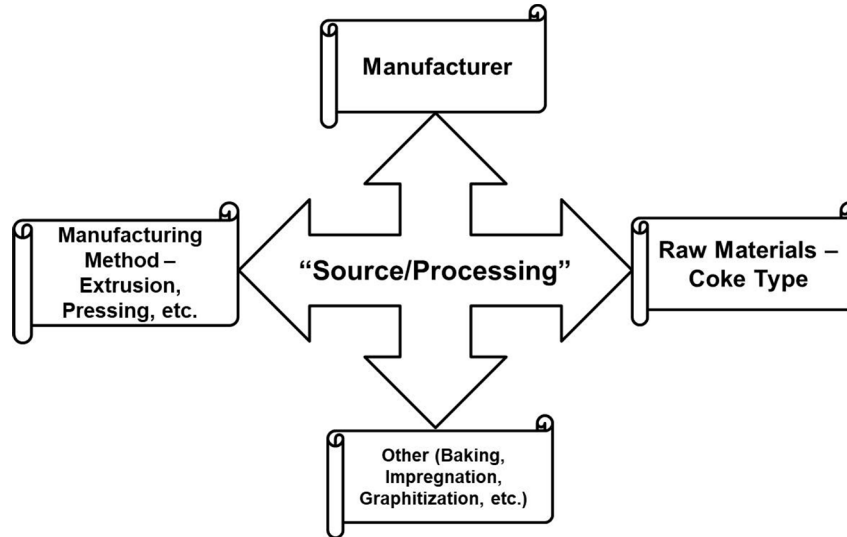 Manufacturer
Manufacturing
Method –
Extrusion,
Pressing, etc.
“Source/Processing”
Raw Materials –
Coke Type
Other (Baking,
Impregnation,
Graphitization, etc.)